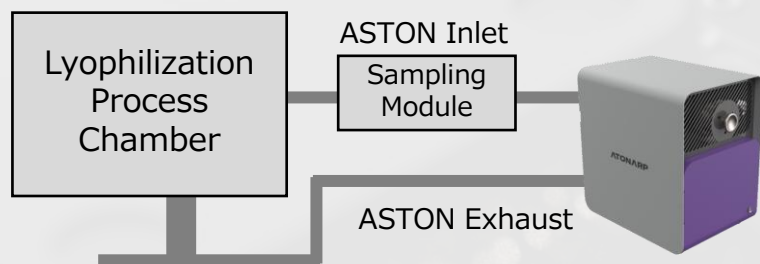 Lyophilization
Process
Chamber
ASTON Inlet
Sampling
Module
ATONARP
ASTON Exhaust